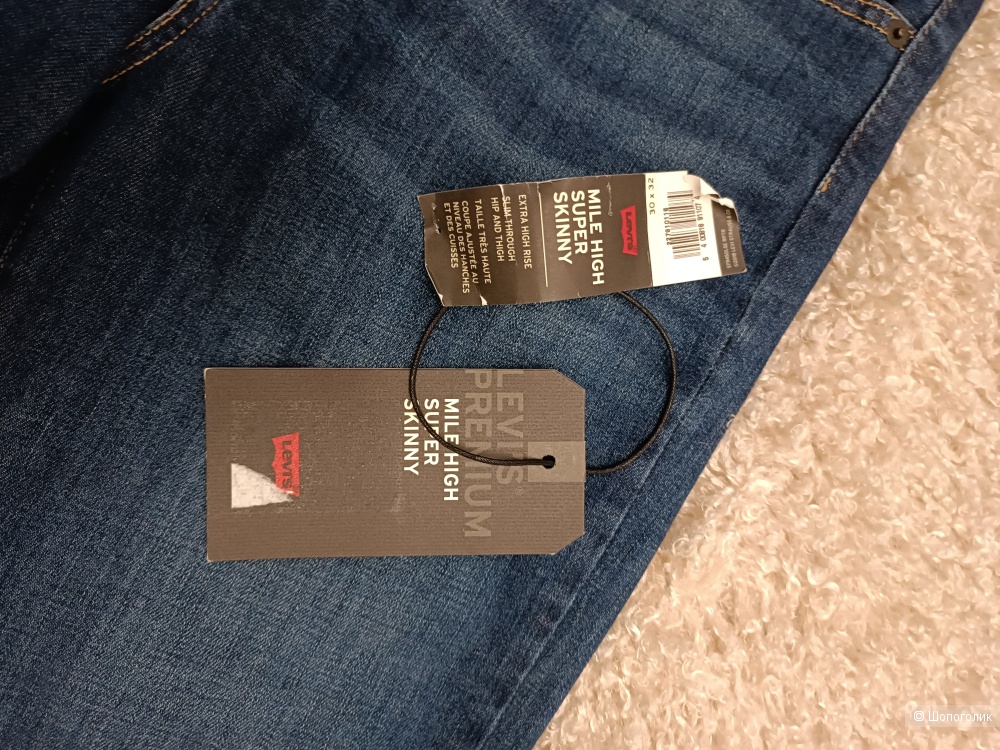 30 X 32
Levi's
MILE HIGH
SUPER
SKINNY
EXTRA HIGH RISE
SLIM THROUGH
HIP AND THIGH
TAILLE TRÈS HAUTE
COUPE AJUSTÉE AU
NIVEAU DES HANCHES
ET DES CUISSES
LEVI'S®
PREMIUM
MILE HIGH
SUPER
SKINNY
Levi's
Шопоголик